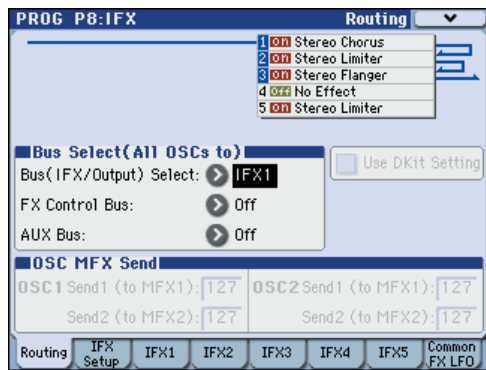 PROG P8:IFX Routing
1 on Stereo Chorus
2 on Stereo Limiter
3 on Stereo Flanger
4 Off No Effect
5 on Stereo Limiter
Bus Select(All OSCs to)
Bus(IFX/Output) Select: IFX1
Use DKit Setting
FX Control Bus: Off
AUX Bus: Off
OSC MFX Send
OSC1 Send1 (to MFX1): 127 OSC2 Send1 (to MFX1): 127
Send2 (to MFX2): 127 Send2 (to MFX2): 127
Routing IFX Setup IFX1 IFX2 IFX3 IFX4 IFX5 Common FX LFO